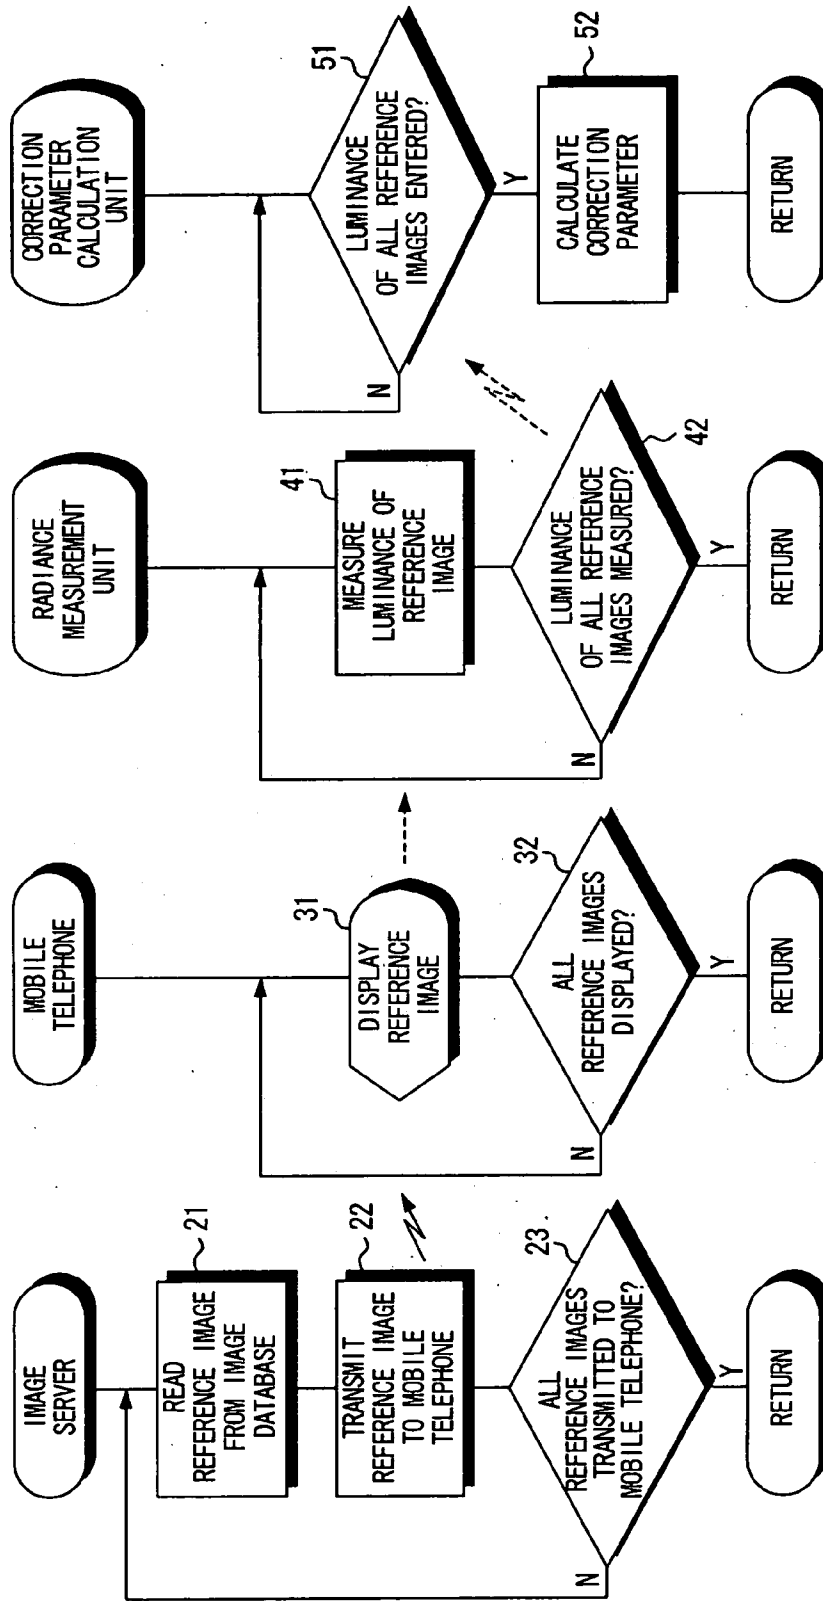 IMAGE
SERVER
READ
REFERENCE IMAGE
FROM IMAGE
DATABASE
21
TRANSMIT
REFERENCE IMAGE
TO MOBILE
TELEPHONE
22
ALL
REFERENCE IMAGES
TRANSMITTED TO
MOBILE TELEPHONE?
23
N
Y
RETURN
MOBILE
TELEPHONE
DISPLAY
REFERENCE
IMAGE
31
ALL
REFERENCE IMAGES
DISPLAYED?
32
N
Y
RETURN
RADIANCE
MEASUREMENT
UNIT
MEASURE
LUMINANCE OF
REFERENCE
IMAGE
41
LUMINANCE
OF ALL REFERENCE
IMAGES MEASURED?
42
N
Y
RETURN
CORRECTION
PARAMETER
CALCULATION
UNIT
LUMINANCE
OF ALL REFERENCE
IMAGES ENTERED?
51
N
Y
CALCULATE
CORRECTION
PARAMETER
52
RETURN